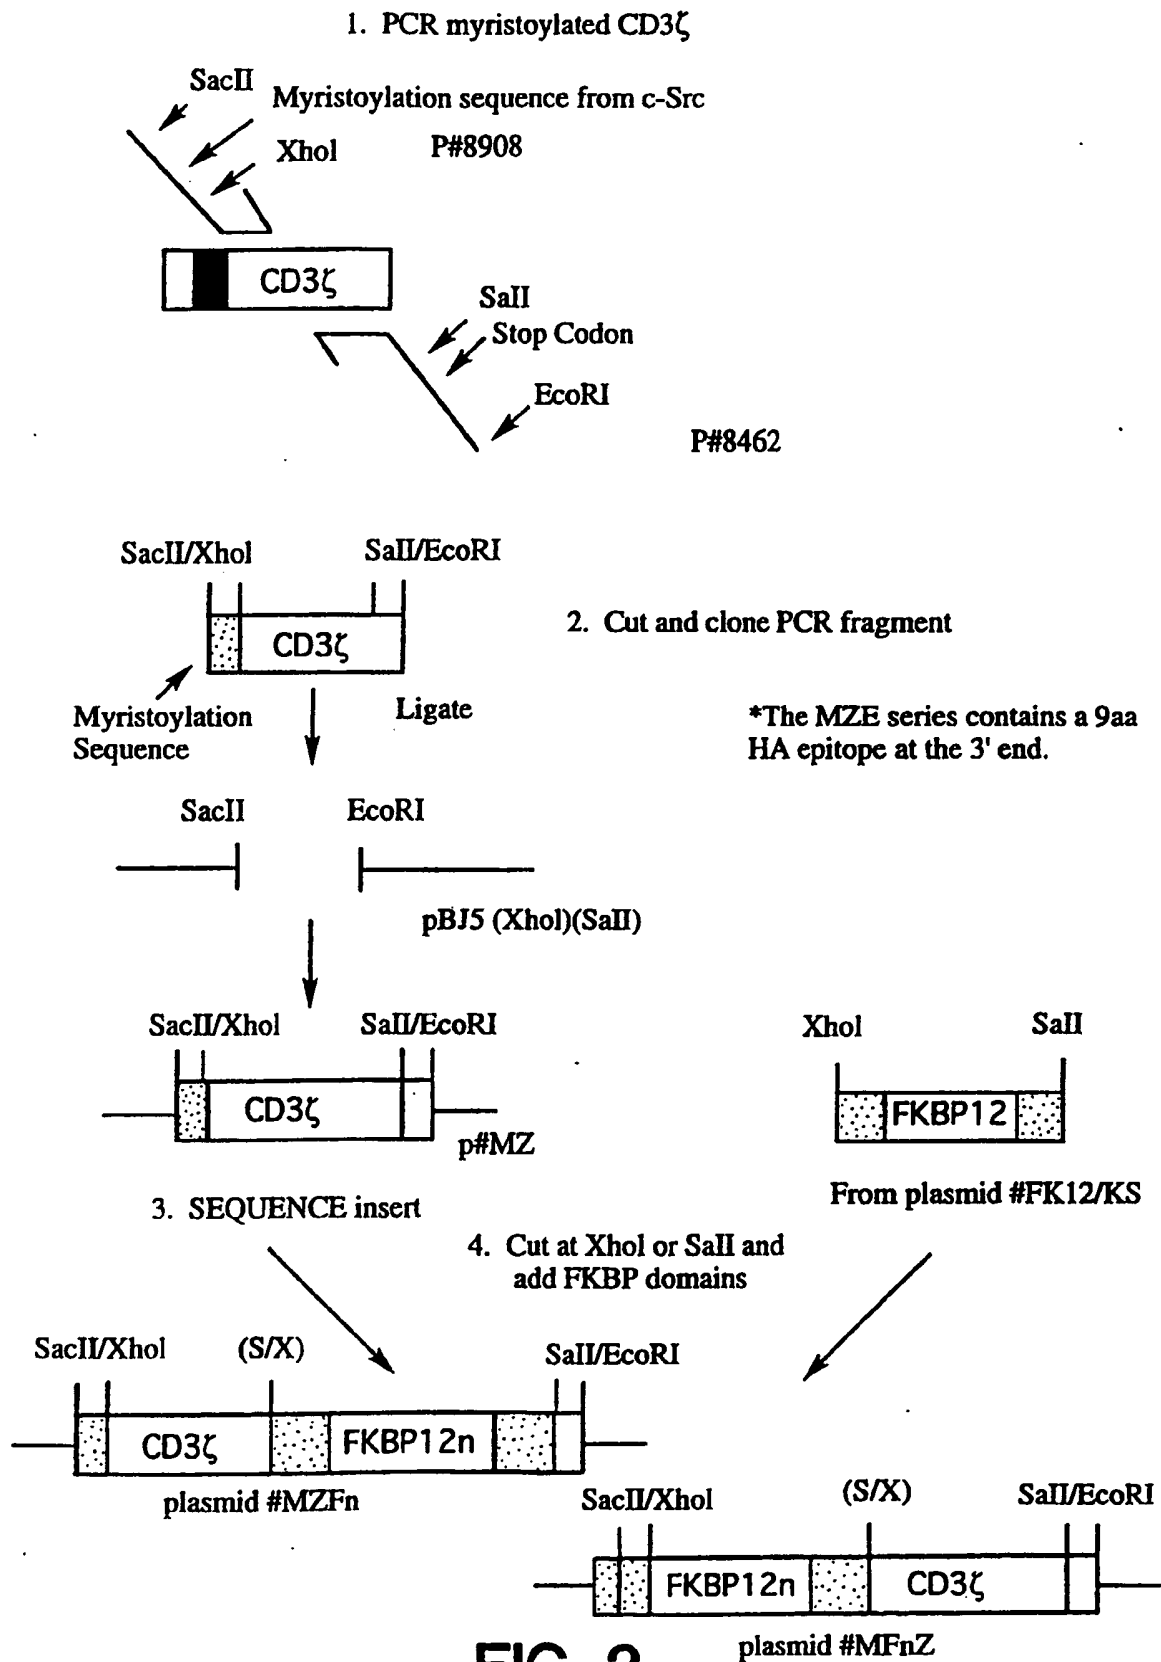 1. PCR myristoylated CD3ζ
SacII
Myristoylation sequence from c-Src
XhoI
P#8908
CD3ζ
SalI
Stop Codon
EcoRI
P#8462
SacII/XhoI
SalI/EcoRI
CD3ζ
2. Cut and clone PCR fragment
Myristoylation
Sequence
Ligate
*The MZE series contains a 9aa
HA epitope at the 3' end.
SacII
EcoRI
pBJ5 (XhoI)(SalI)
SacII/XhoI
SalI/EcoRI
CD3ζ
p#MZ
XhoI
SalI
FKBP12
From plasmid #FK12/KS
3. SEQUENCE insert
4. Cut at XhoI or SalI and
add FKBP domains
SacII/XhoI
(S/X)
SalI/EcoRI
CD3ζ
FKBP12n
plasmid #MZFn
SacII/XhoI
(S/X)
SalI/EcoRI
FKBP12n
CD3ζ
plasmid #MFnZ